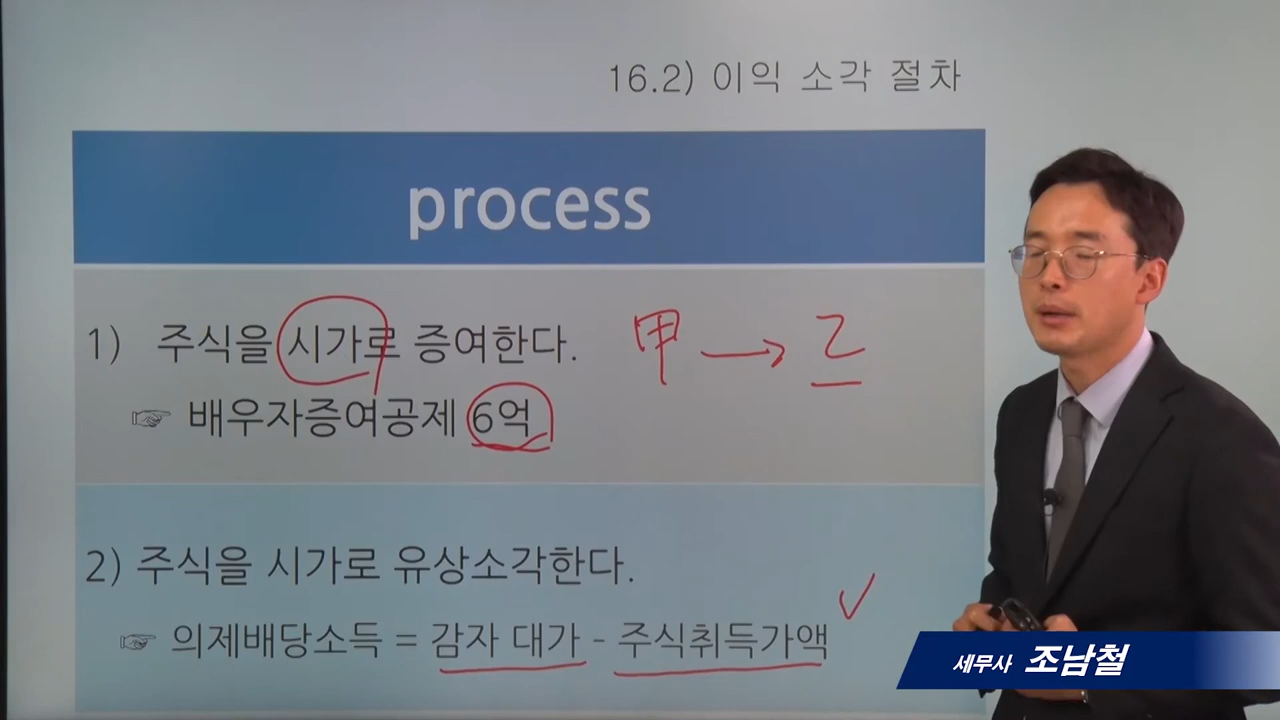 16.2) 이익 소각 절차
process
1) 주식을 시가로 증여한다. 甲 → 乙
☞ 배우자증여공제 6억
2) 주식을 시가로 유상소각한다.
☞ 의제배당소득 = 감자 대가 - 주식취득가액 ✓
세무사 조남철